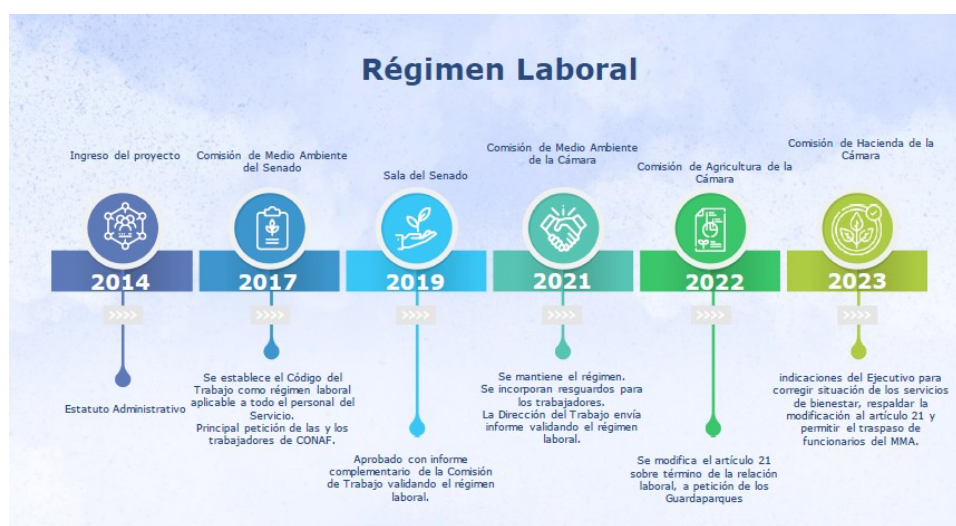 Régimen Laboral
Ingreso del proyecto
Comisión de Medio Ambiente
del Senado
Sala del Senado
Comisión de Medio Ambiente
de la Cámara
Comisión de Agricultura de la
Cámara
Comisión de Hacienda de la
Cámara
2014
2017
2019
2021
2022
2023
>>>>
>>>>
>>>>
>>>>
>>>>
>>>>
Estatuto Administrativo
Se establece el Código del
Trabajo como régimen laboral
aplicable a todo el personal del
Servicio.
Principal petición de las y los
trabajadores de CONAF.
Aprobado con informe
complementario de la Comisión
de Trabajo validando el régimen
laboral.
Se mantiene el régimen.
Se incorporan resguardos para
los trabajadores.
La Dirección del Trabajo envía
informe validando el régimen
laboral.
Se modifica el artículo 21
sobre término de la relación
laboral, a petición de los
Guardaparques
indicaciones del Ejecutivo para
corregir situación de los servicios
de bienestar, respaldar la
modificación al artículo 21 y
permitir el traspaso de
funcionarios del MMA.